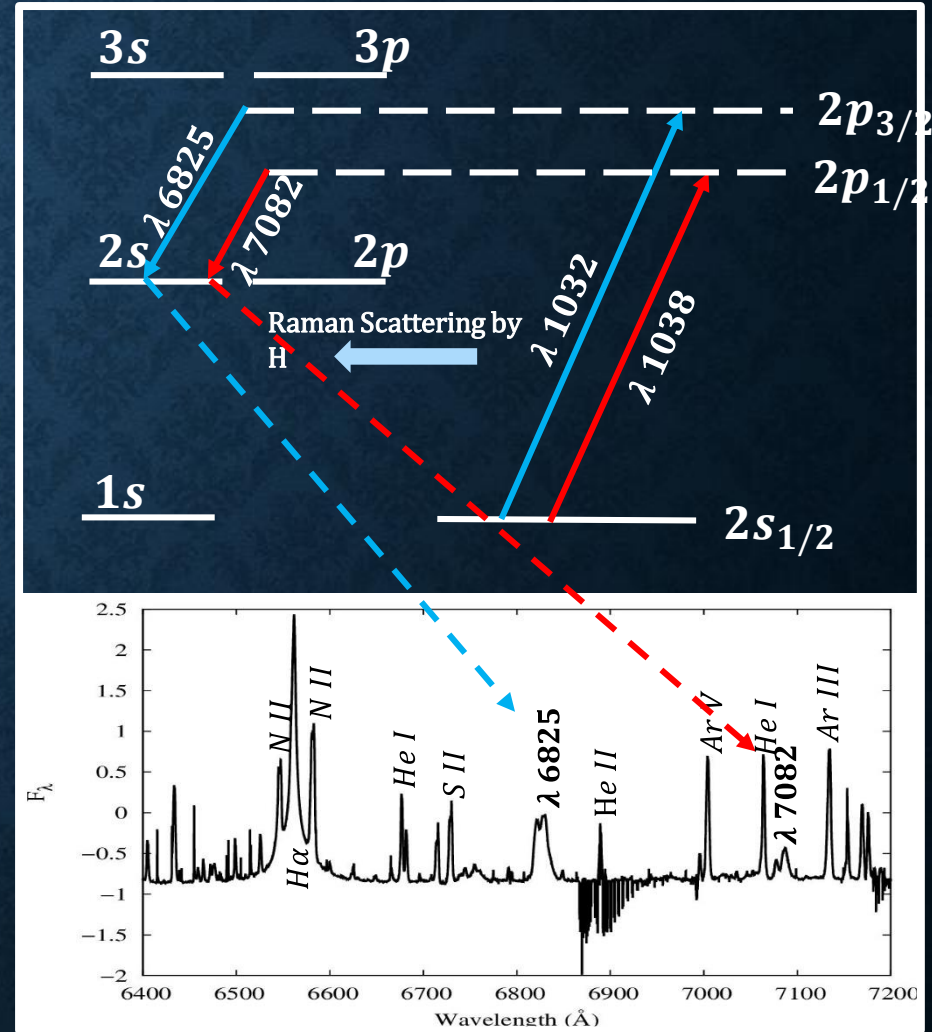 3s 3p
2p3/2
2p1/2
λ 6825
λ 7082
2s 2p
λ 1032
λ 1038
Raman Scattering by
H
1s
2s1/2
2.5
2
1.5
1
0.5
0
−0.5
−1
−1.5
−2
Fλ
N II
Hα
N II
He I
S II
λ 6825
He II
Ar V
He I
λ 7082
Ar III
6400 6500 6600 6700 6800 6900 7000 7100 7200
Wavelength (Å)